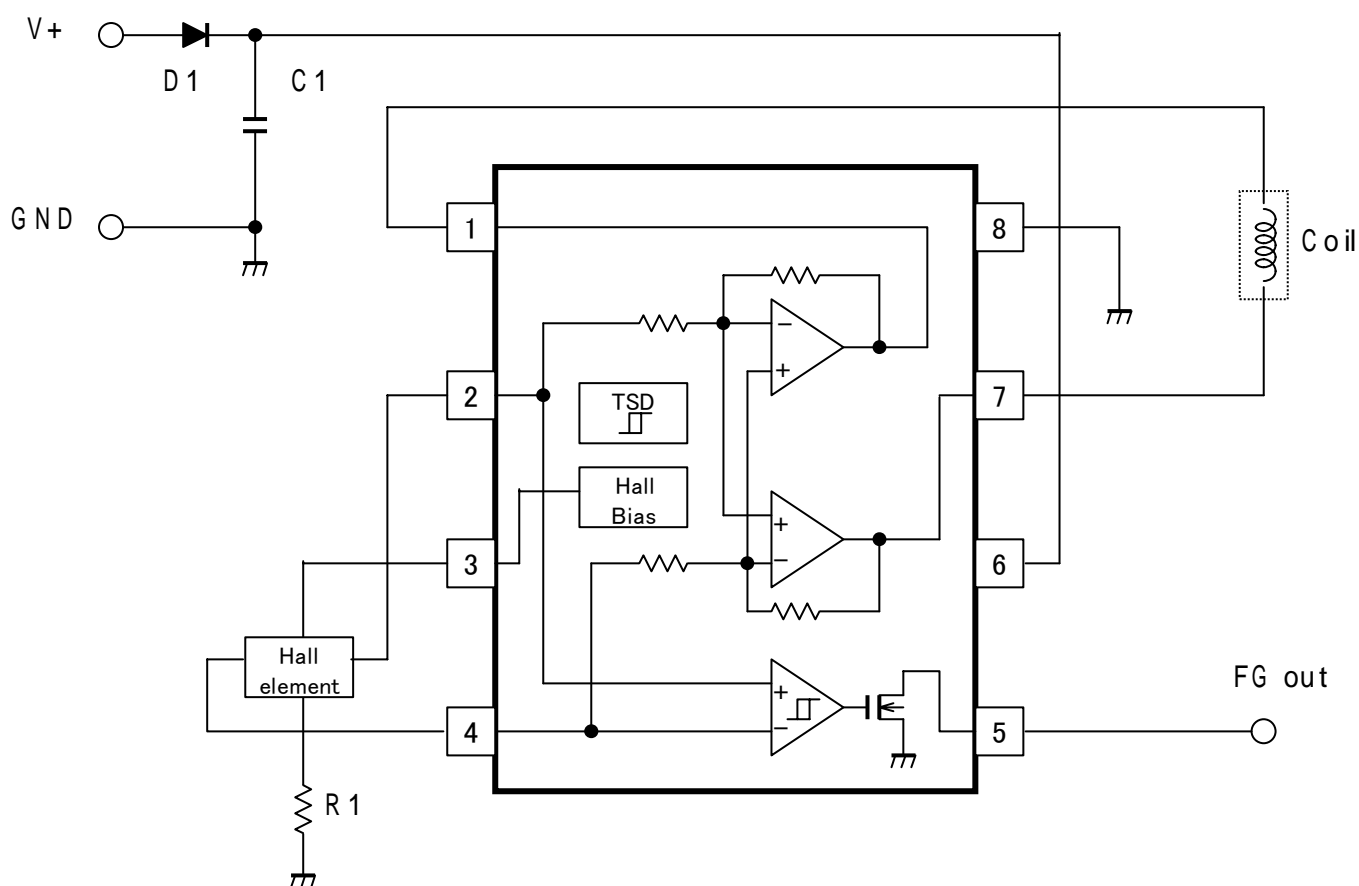 V+
D1
C1
GND
1
8
Coil
−
+
2
TSD
7
Hall
Bias
+
−
3
6
Hall
element
FG out
+
−
4
5
R1